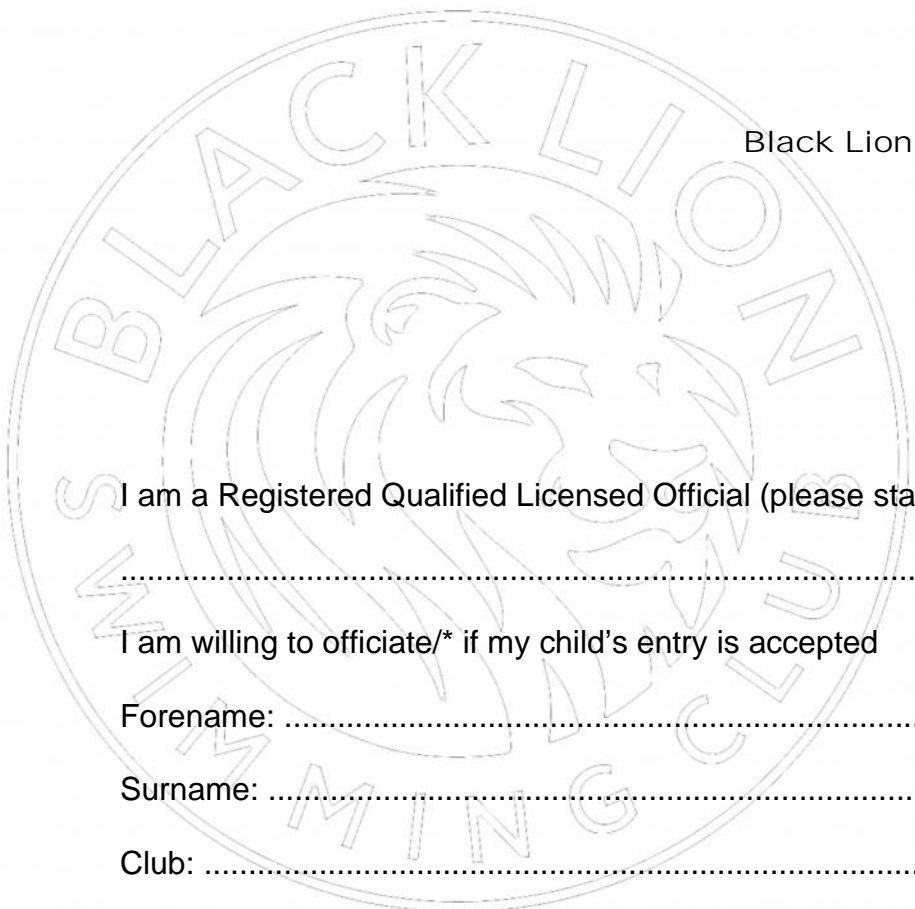 BLACK LION
SWIMMING CLUB
Black Lion
I am a Registered Qualified Licensed Official (please sta
................................................................................
I am willing to officiate/* if my child’s entry is accepted
Forename: ................................................................
Surname: ..................................................................
Club: .........................................................................